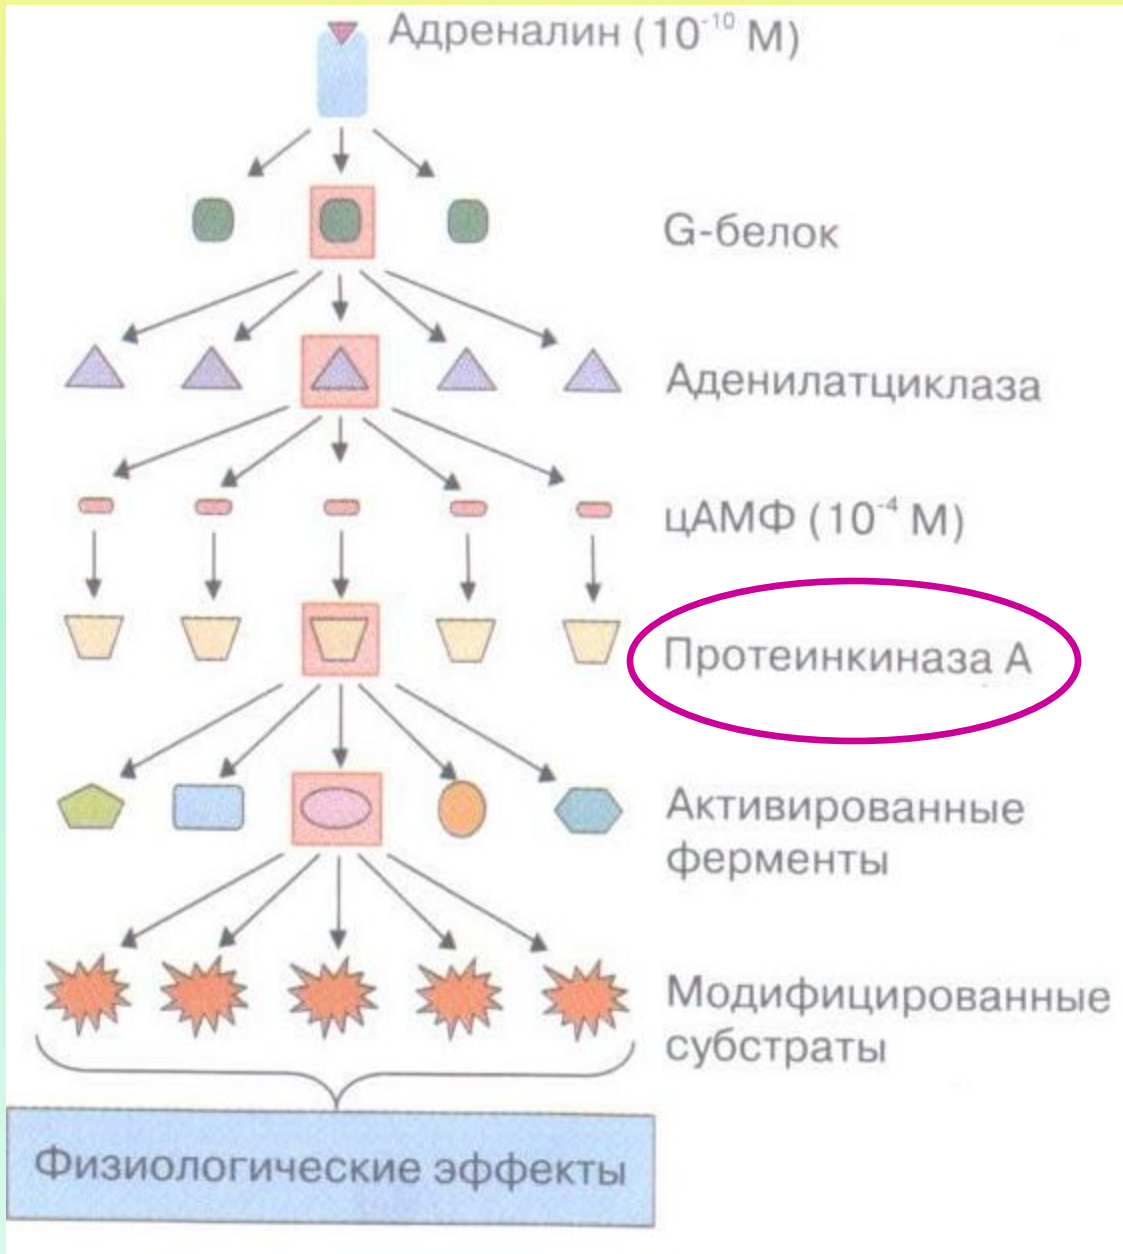 Адреналин (10⁻¹⁰ М)
G-белок
Аденилатциклаза
цАМФ (10⁻⁴ М)
Протеинкиназа А
Активированные
ферменты
Модифицированные
субстраты
Физиологические эффекты